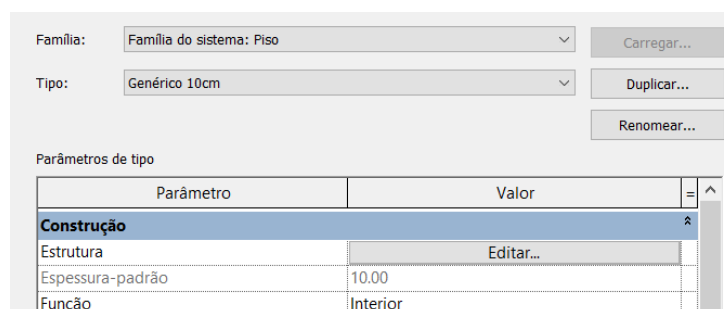 Família: Família do sistema: Piso Carregar...
Tipo: Genérico 10cm Duplicar...
Renomear...
Parâmetros de tipo
Parâmetro Valor =
Construção
Estrutura Editar...
Espessura-padrão 10.00
Função Interior